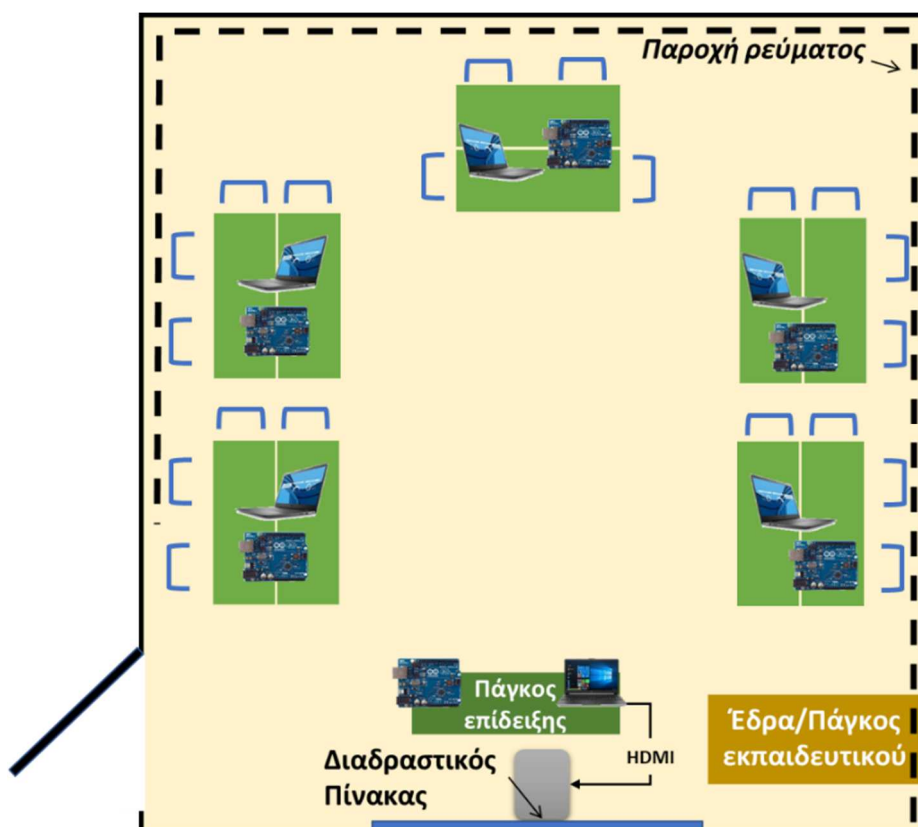 Παροχή ρεύματος
Πάγκος
επίδειξης
Έδρα/Πάγκος
εκπαιδευτικού
HDMI
Διαδραστικός
Πίνακας